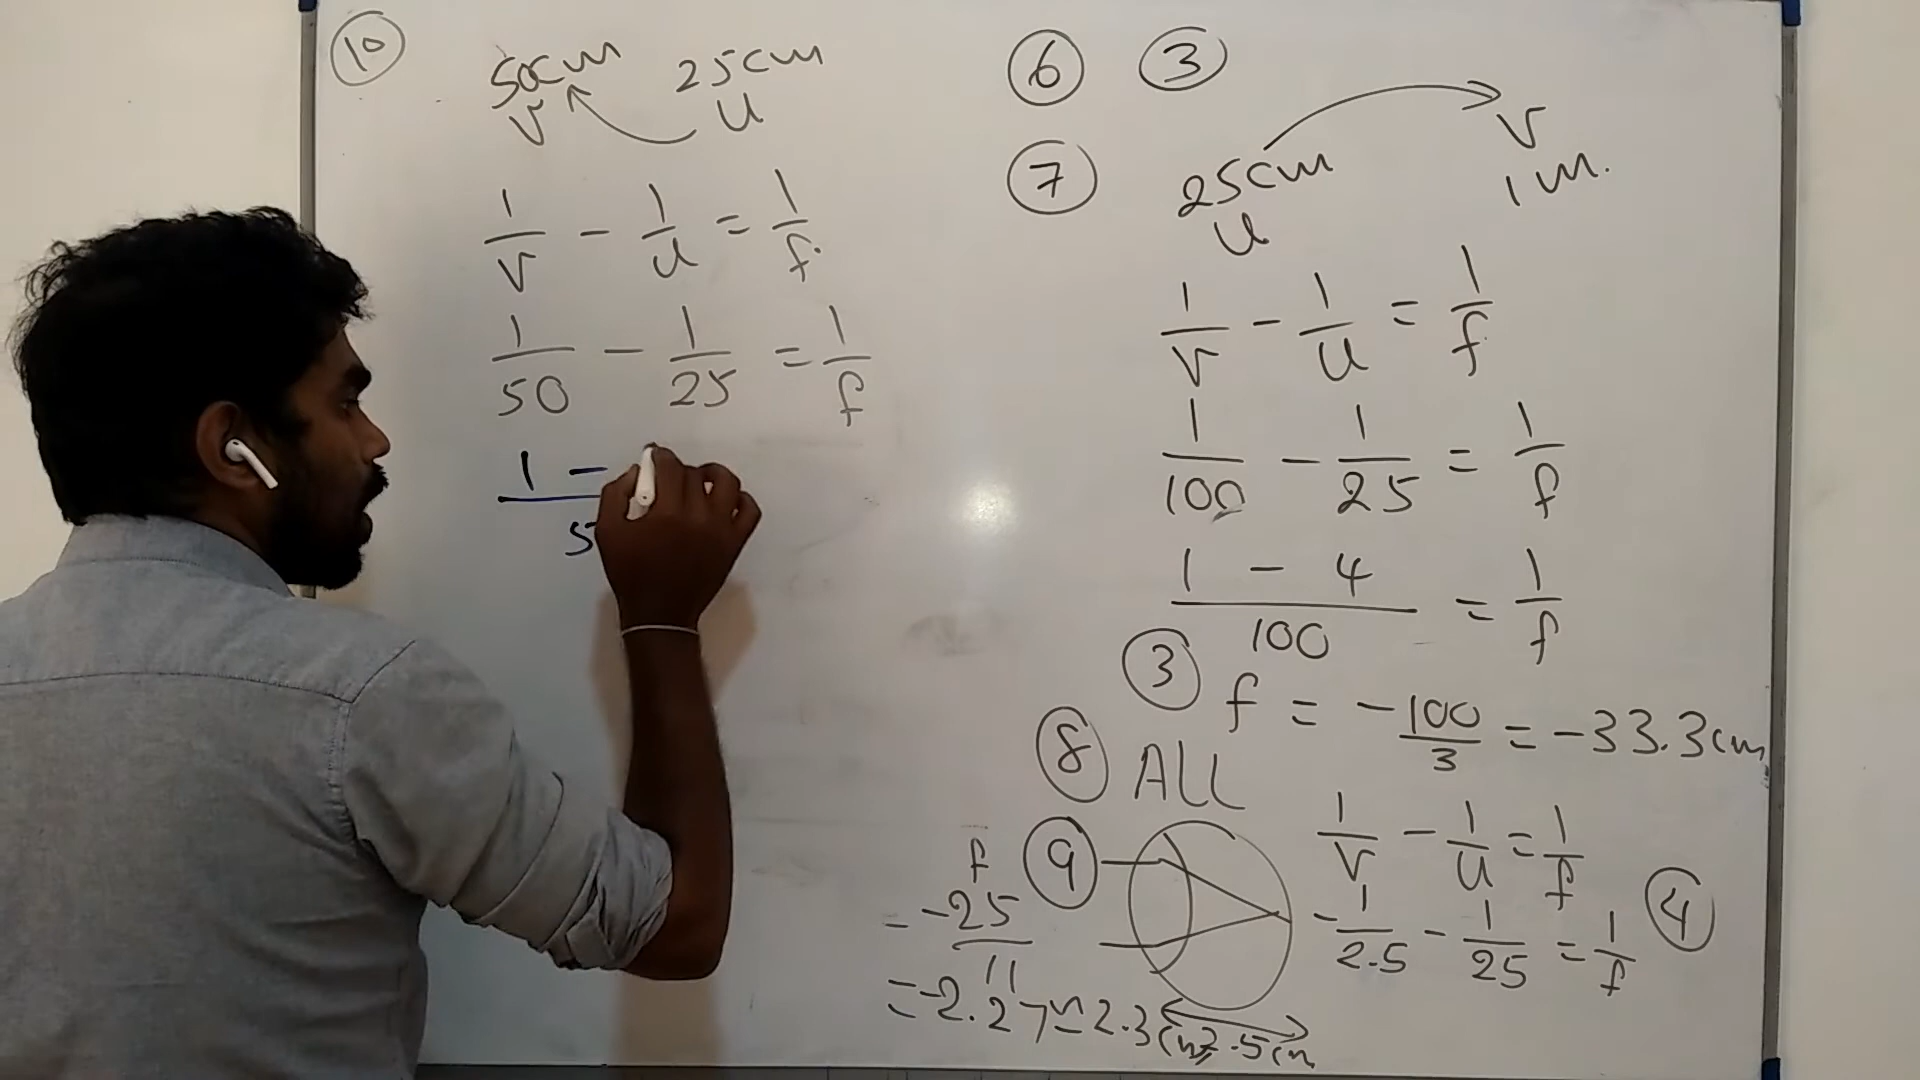 10
50cm 25cm
v u
1/v - 1/u = 1/f
1/50 - 1/25 = 1/f
1 -
5
6 3
7 25cm v
u 1m.
1/v - 1/u = 1/f
1/100 - 1/25 = 1/f
1 - 4 / 100 = 1/f
3 f = -100/3 = -33.3cm
8 ALL
9
1/v - 1/u = 1/f
-1/2.5 - 1/25 = 1/f 4
f
- -25/11
= -2.27 ≈ 2.3cm
2.5cm